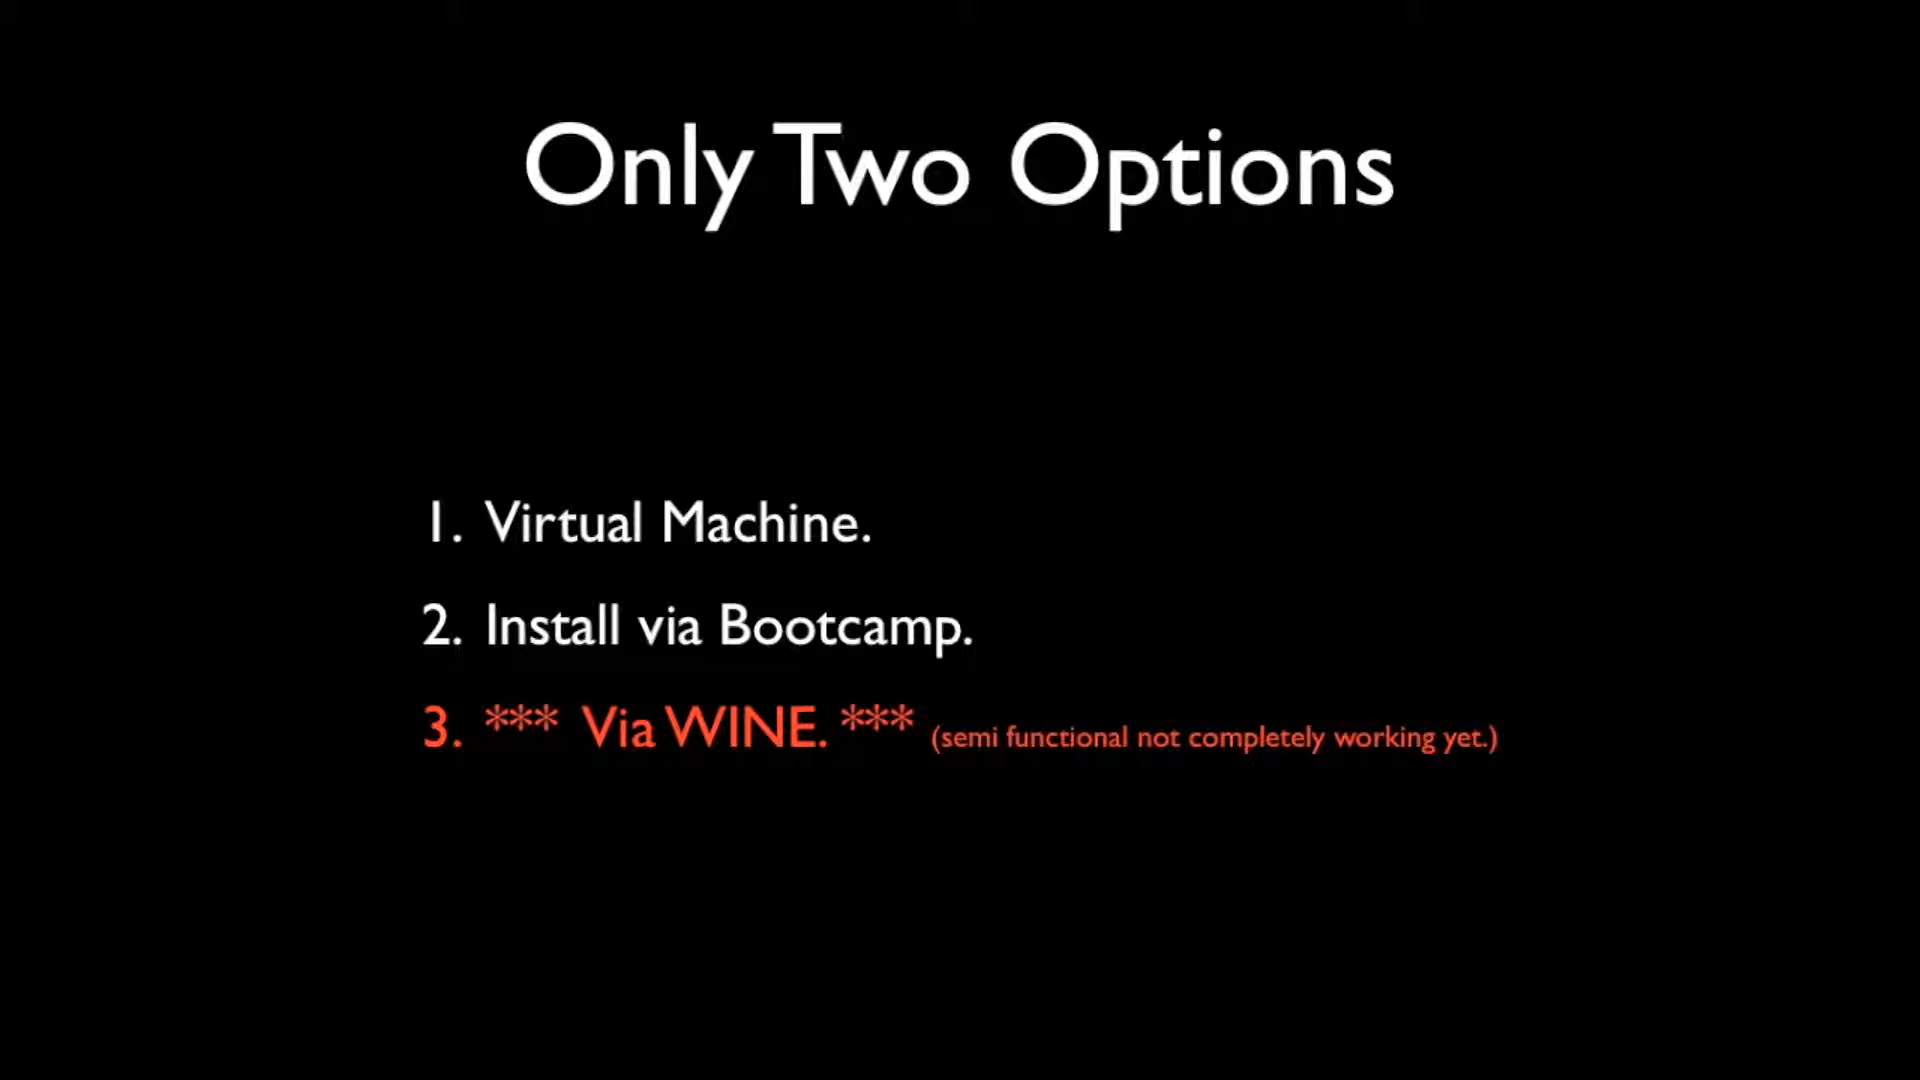 Only Two Options
1. Virtual Machine.
2. Install via Bootcamp.
3. *** Via WINE. *** (semi functional not completely working yet.)